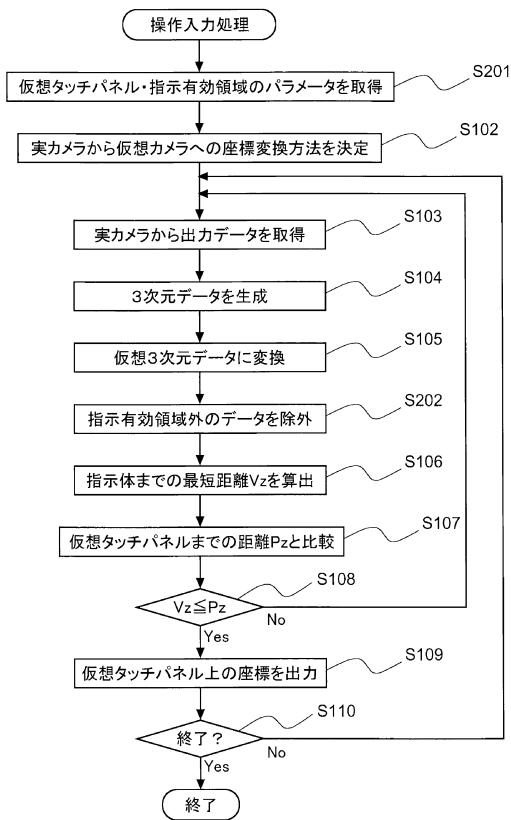 操作入力処理
仮想タッチパネル・指示有効領域のパラメータを取得
S201
実カメラから仮想カメラへの座標変換方法を決定
S102
実カメラから出力データを取得
S103
3次元データを生成
S104
仮想3次元データに変換
S105
指示有効領域外のデータを除外
S202
指示体までの最短距離Vzを算出
S106
仮想タッチパネルまでの距離Pzと比較
S107
Vz≦Pz
S108
No
Yes
仮想タッチパネル上の座標を出力
S109
終了?
S110
No
Yes
終了